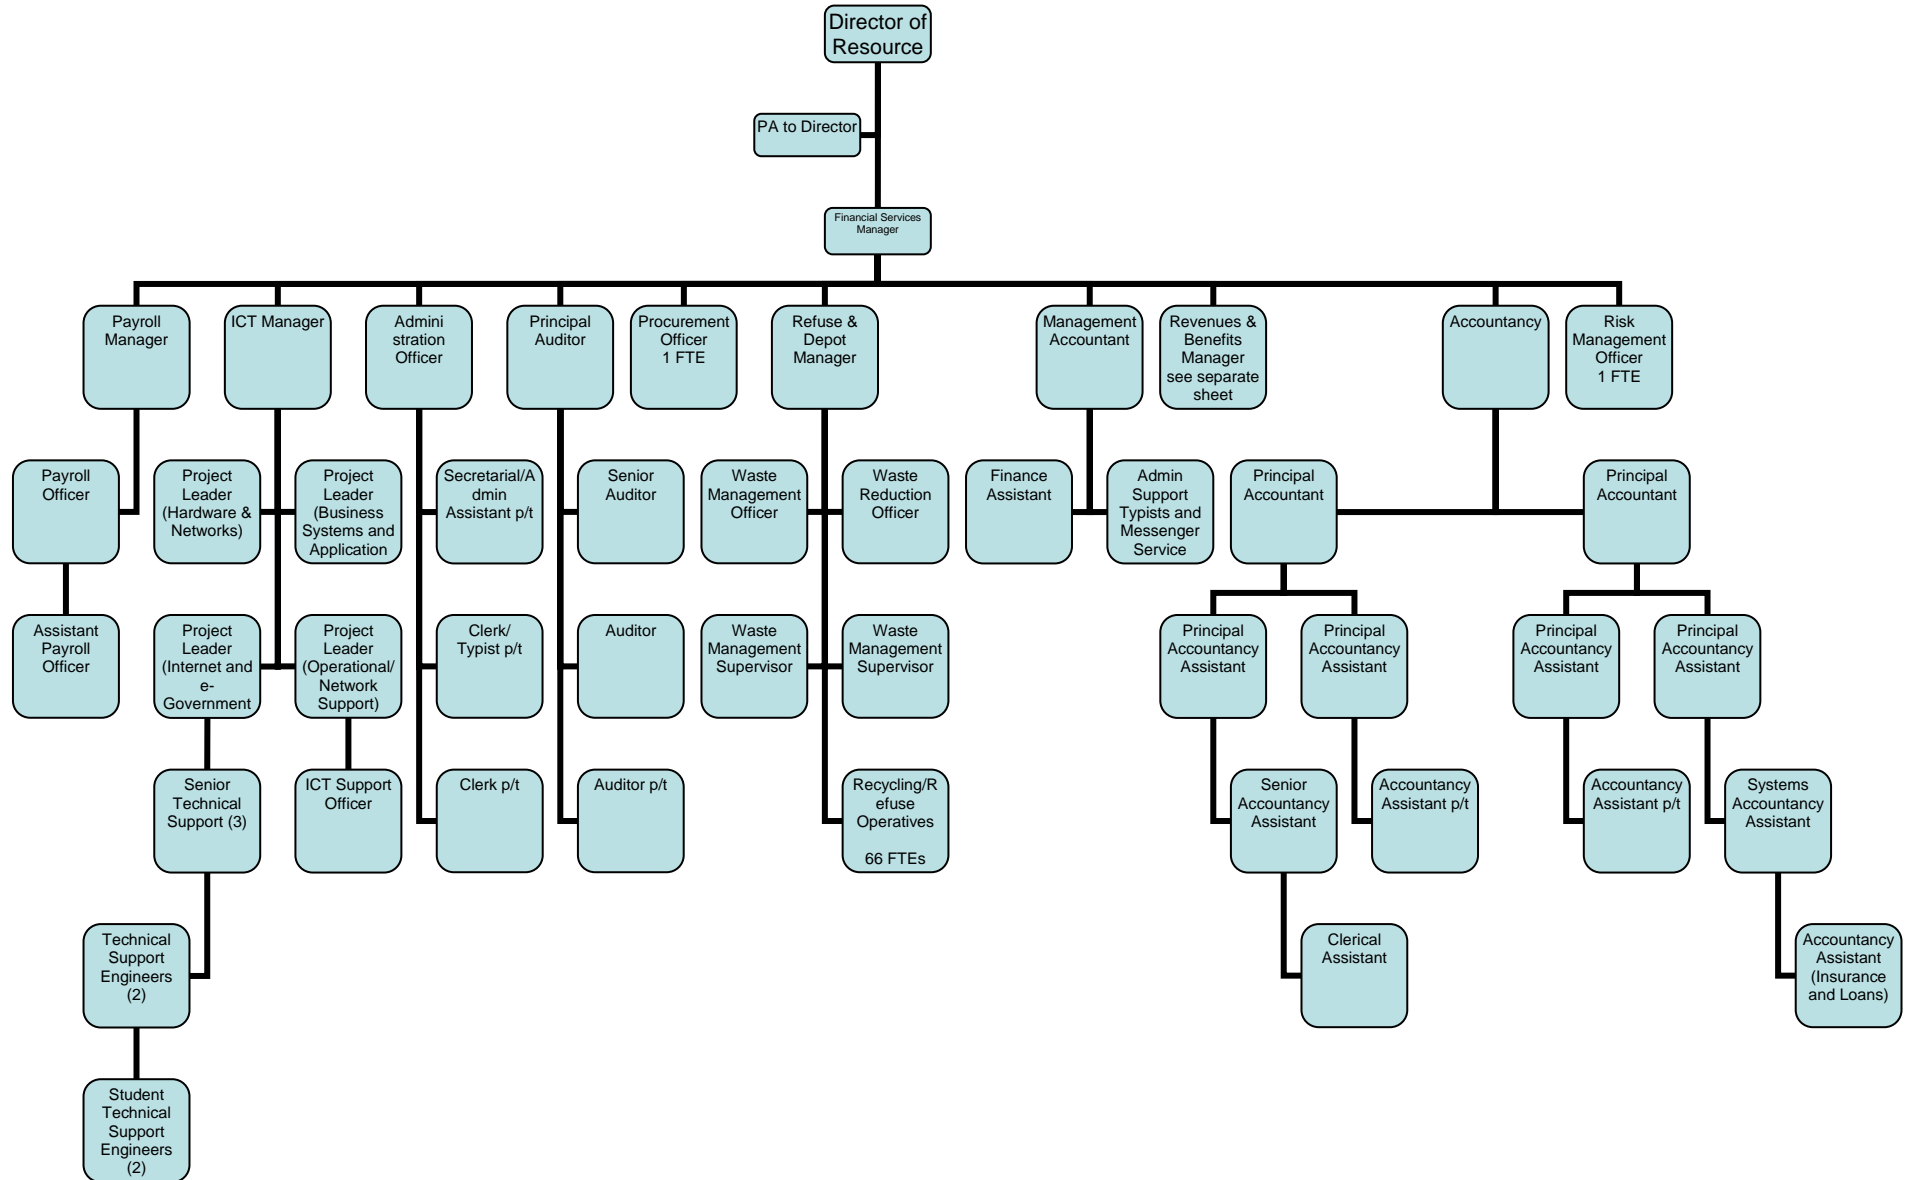 Director of
Resource
PA to Director
Financial Services
Manager
Payroll
Manager
ICT Manager
Admini
stration
Officer
Principal
Auditor
Procurement
Officer
1 FTE
Refuse &
Depot
Manager
Management
Accountant
Revenues &
Benefits
Manager
see separate
sheet
Accountancy
Risk
Management
Officer
1 FTE
Payroll
Officer
Project
Leader
(Hardware &
Networks)
Project
Leader
(Business
Systems and
Application
Secretarial/A
dmin
Assistant p/t
Senior
Auditor
Waste
Management
Officer
Waste
Reduction
Officer
Finance
Assistant
Admin
Support
Typists and
Messenger
Service
Principal
Accountant
Principal
Accountant
Assistant
Payroll
Officer
Project
Leader
(Internet and
e-
Government
Project
Leader
(Operational/
Network
Support)
Clerk/
Typist p/t
Auditor
Waste
Management
Supervisor
Waste
Management
Supervisor
Principal
Accountancy
Assistant
Principal
Accountancy
Assistant
Principal
Accountancy
Assistant
Principal
Accountancy
Assistant
Senior
Technical
Support (3)
ICT Support
Officer
Clerk p/t
Auditor p/t
Recycling/R
efuse
Operatives
66 FTEs
Senior
Accountancy
Assistant
Accountancy
Assistant p/t
Accountancy
Assistant p/t
Systems
Accountancy
Assistant
Technical
Support
Engineers
(2)
Clerical
Assistant
Accountancy
Assistant
(Insurance
and Loans)
Student
Technical
Support
Engineers
(2)